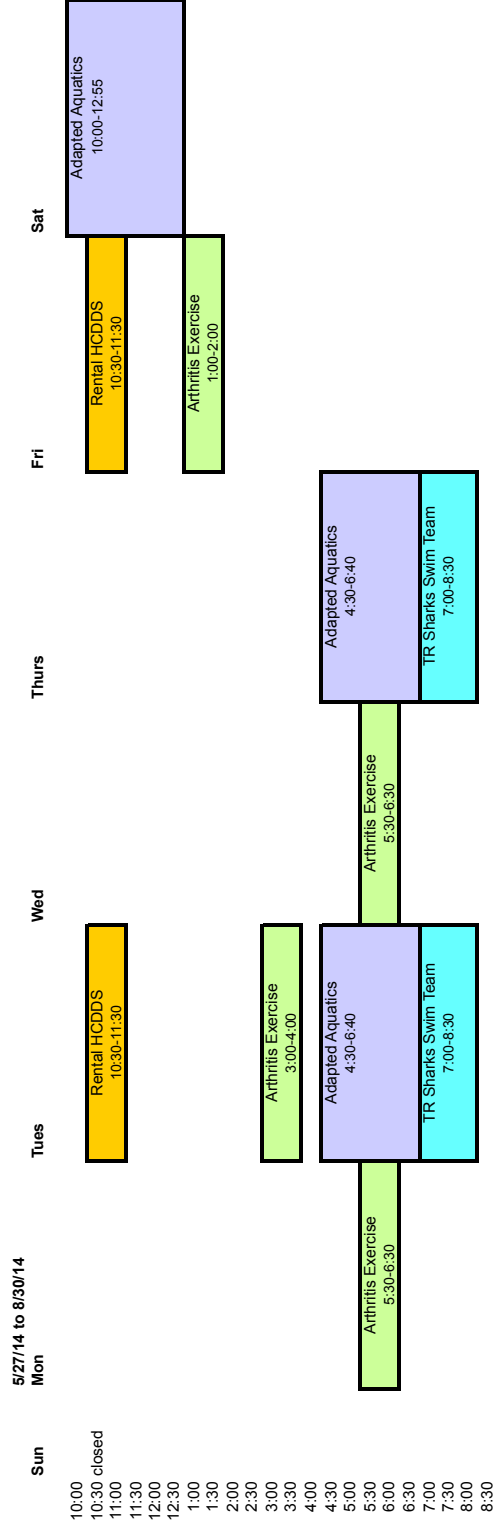 5/27/14 to 8/30/14
Sun Mon Tues Wed Thurs Fri Sat
10:00
10:30 closed
11:00
11:30
12:00
12:30
1:00
1:30
2:00
2:30
3:00
3:30
4:00
4:30
5:00
5:30
6:00
6:30
7:00
7:30
8:00
8:30
Arthritis Exercise
5:30-6:30
Rental HCDDS
10:30-11:30
Arthritis Exercise
3:00-4:00
Adapted Aquatics
4:30-6:40
TR Sharks Swim Team
7:00-8:30
Arthritis Exercise
5:30-6:30
Adapted Aquatics
4:30-6:40
TR Sharks Swim Team
7:00-8:30
Rental HCDDS
10:30-11:30
Arthritis Exercise
1:00-2:00
Adapted Aquatics
10:00-12:55